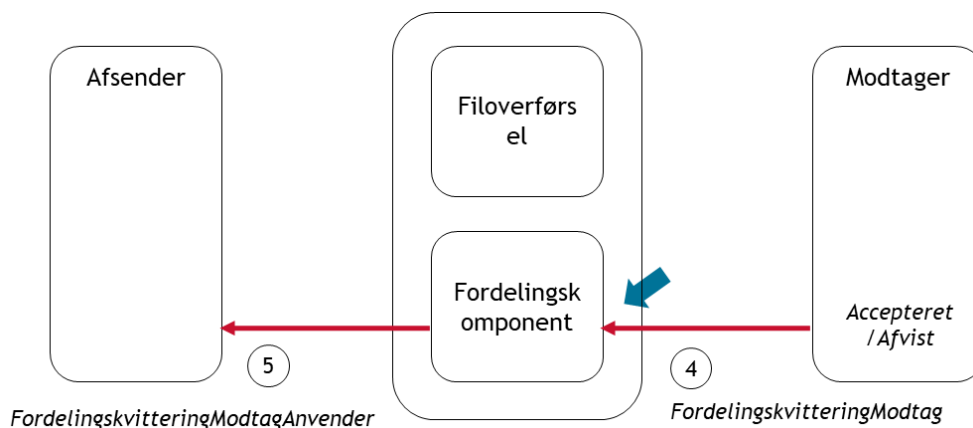 Afsender
Filoverførs
el
Modtager
Fordelingsk
omponent
Accepteret
/Afvist
5
4
FordelingskvitteringModtagAnvender
FordelingskvitteringModtag